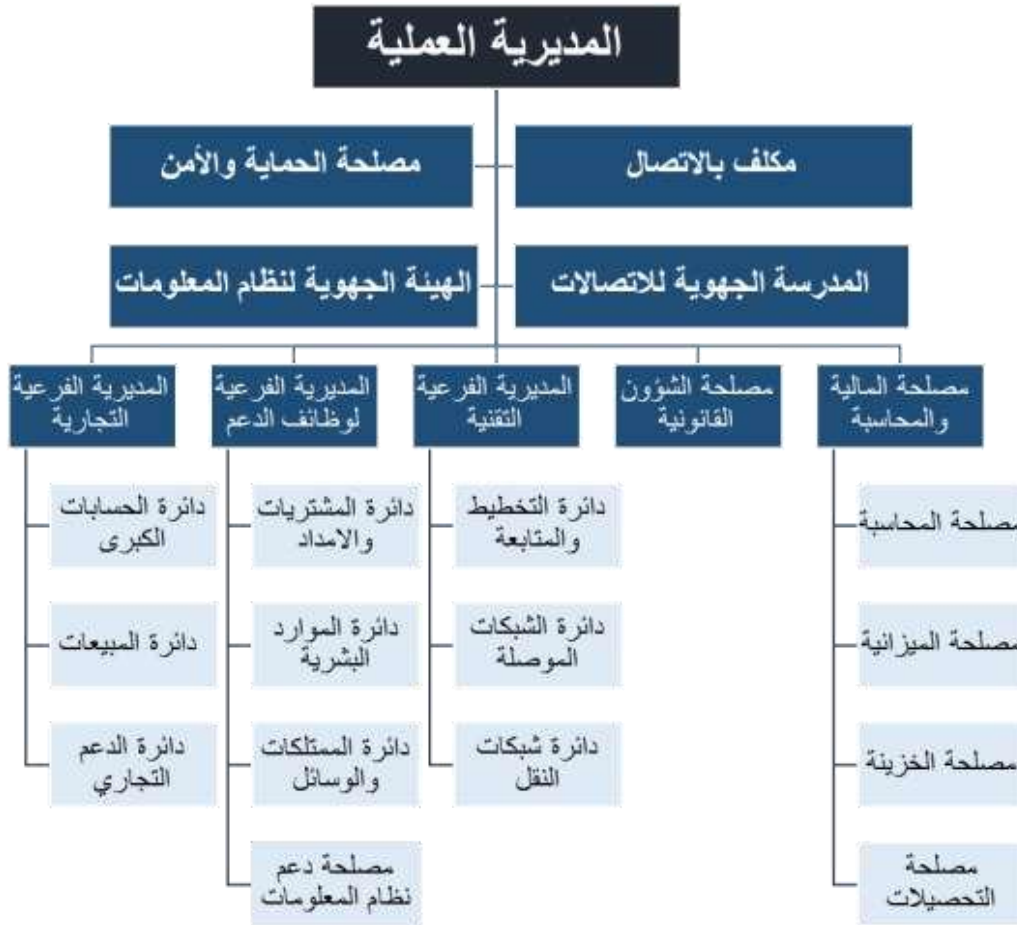 المديرية العملية
مكلف بالاتصال
مصلحة الحماية والأمن
المدرسة الجهوية للاتصالات
الهيئة الجهوية لنظام المعلومات
مصلحة المالية
والمحاسبة
مصلحة الشؤون
القانونية
المديرية الفرعية
التقنية
المديرية الفرعية
لوظائف الدعم
المديرية الفرعية
التجارية
مصلحة المحاسبة
مصلحة الميزانية
مصلحة الخزينة
مصلحة
التحصيلات
دائرة التخطيط
والمتابعة
دائرة الشبكات
الموصلة
دائرة شبكات
النقل
دائرة المشتريات
والامداد
دائرة الموارد
البشرية
دائرة الممتلكات
والوسائل
مصلحة دعم
نظام المعلومات
دائرة الحسابات
الكبرى
دائرة المبيعات
دائرة الدعم
التجاري